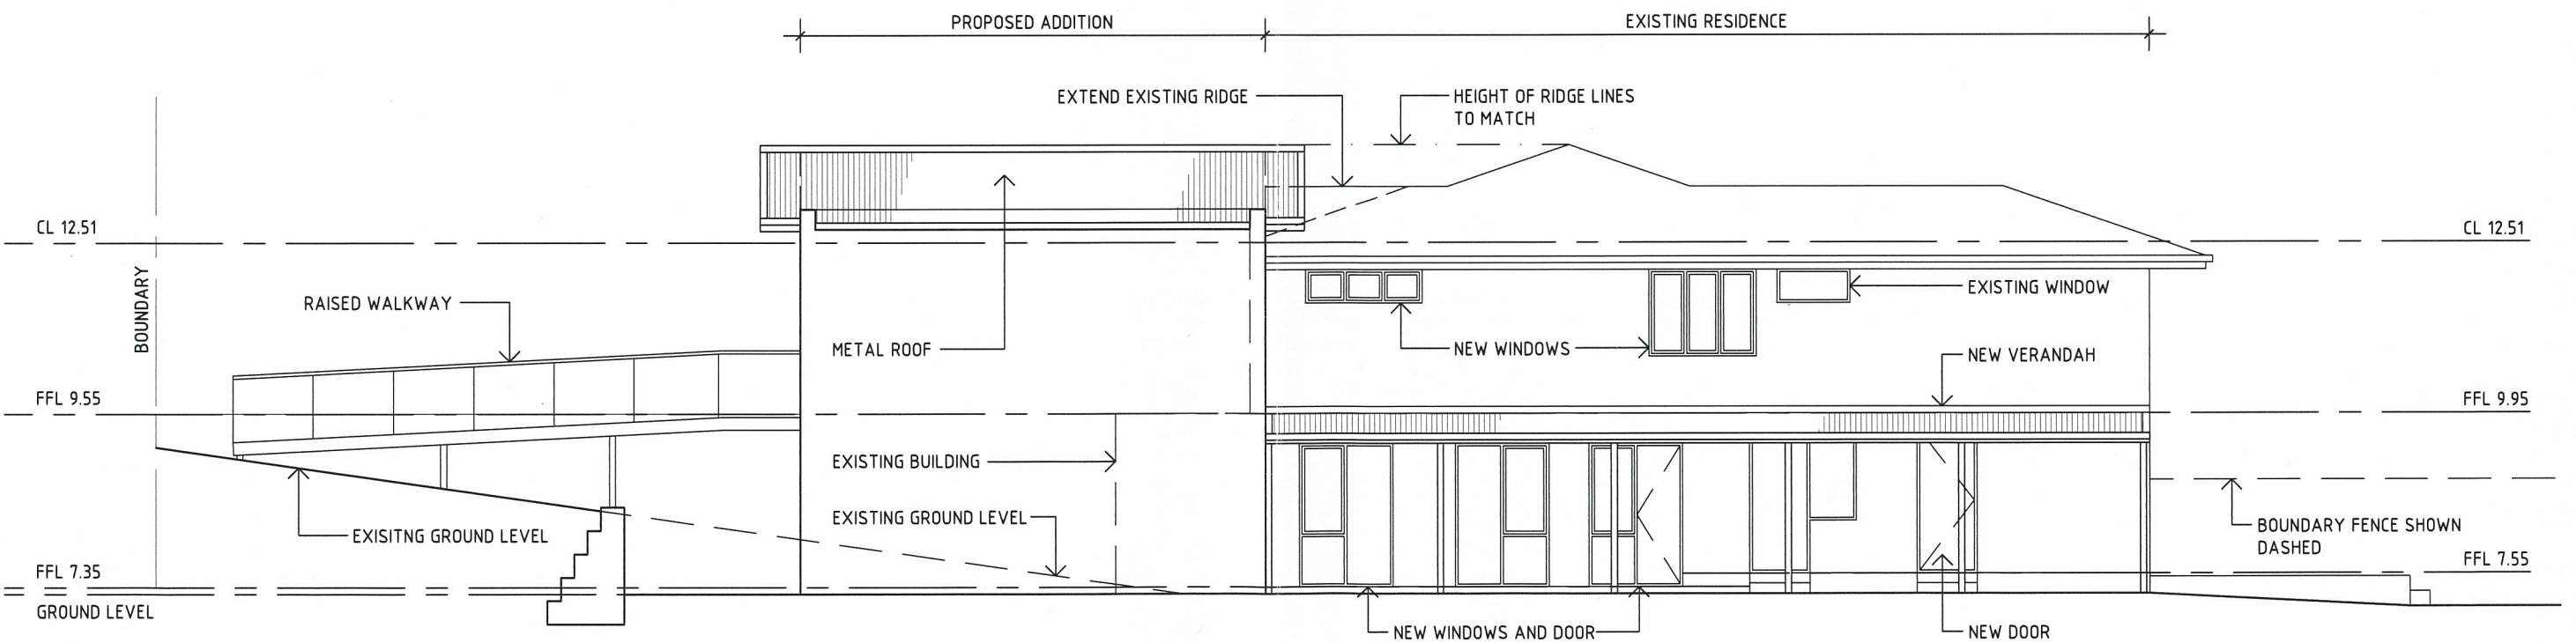 PROPOSED ADDITION
EXISTING RESIDENCE
EXTEND EXISTING RIDGE
HEIGHT OF RIDGE LINES
TO MATCH
CL 12.51
CL 12.51
BOUNDARY
RAISED WALKWAY
EXISTING WINDOW
METAL ROOF
NEW WINDOWS
NEW VERANDAH
FFL 9.55
FFL 9.95
EXISTING BUILDING
EXISTING GROUND LEVEL
EXISITNG GROUND LEVEL
BOUNDARY FENCE SHOWN
DASHED
FFL 7.35
FFL 7.55
GROUND LEVEL
NEW WINDOWS AND DOOR
NEW DOOR